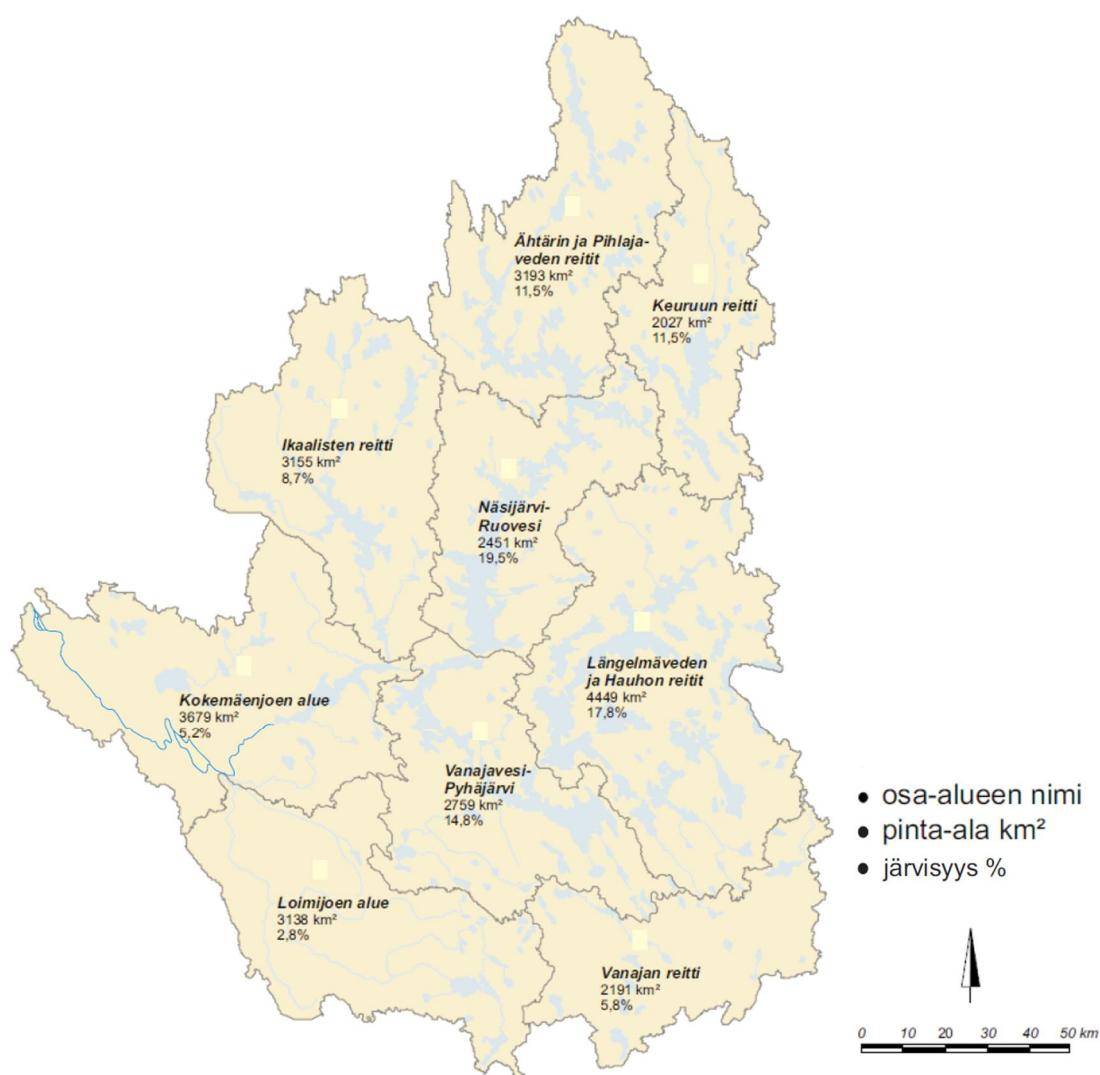 Ähtärin ja Pihlaja-
veden reitit
3193 km²
11,5%
Keuruun reitti
2027 km²
11,5%
Ikaalisten reitti
3155 km²
8,7%
Näsijärvi-
Ruovesi
2451 km²
19,5%
Längelmäveden
ja Hauhon reitit
4449 km²
17,8%
Kokemäenjoen alue
3679 km²
5,2%
Vanajavesi-
Pyhäjärvi
2759 km²
14,8%
Loimijoen alue
3138 km²
2,8%
Vanajan reitti
2191 km²
5,8%
• osa-alueen nimi
• pinta-ala km²
• järvisyys %
0 10 20 30 40 50 km